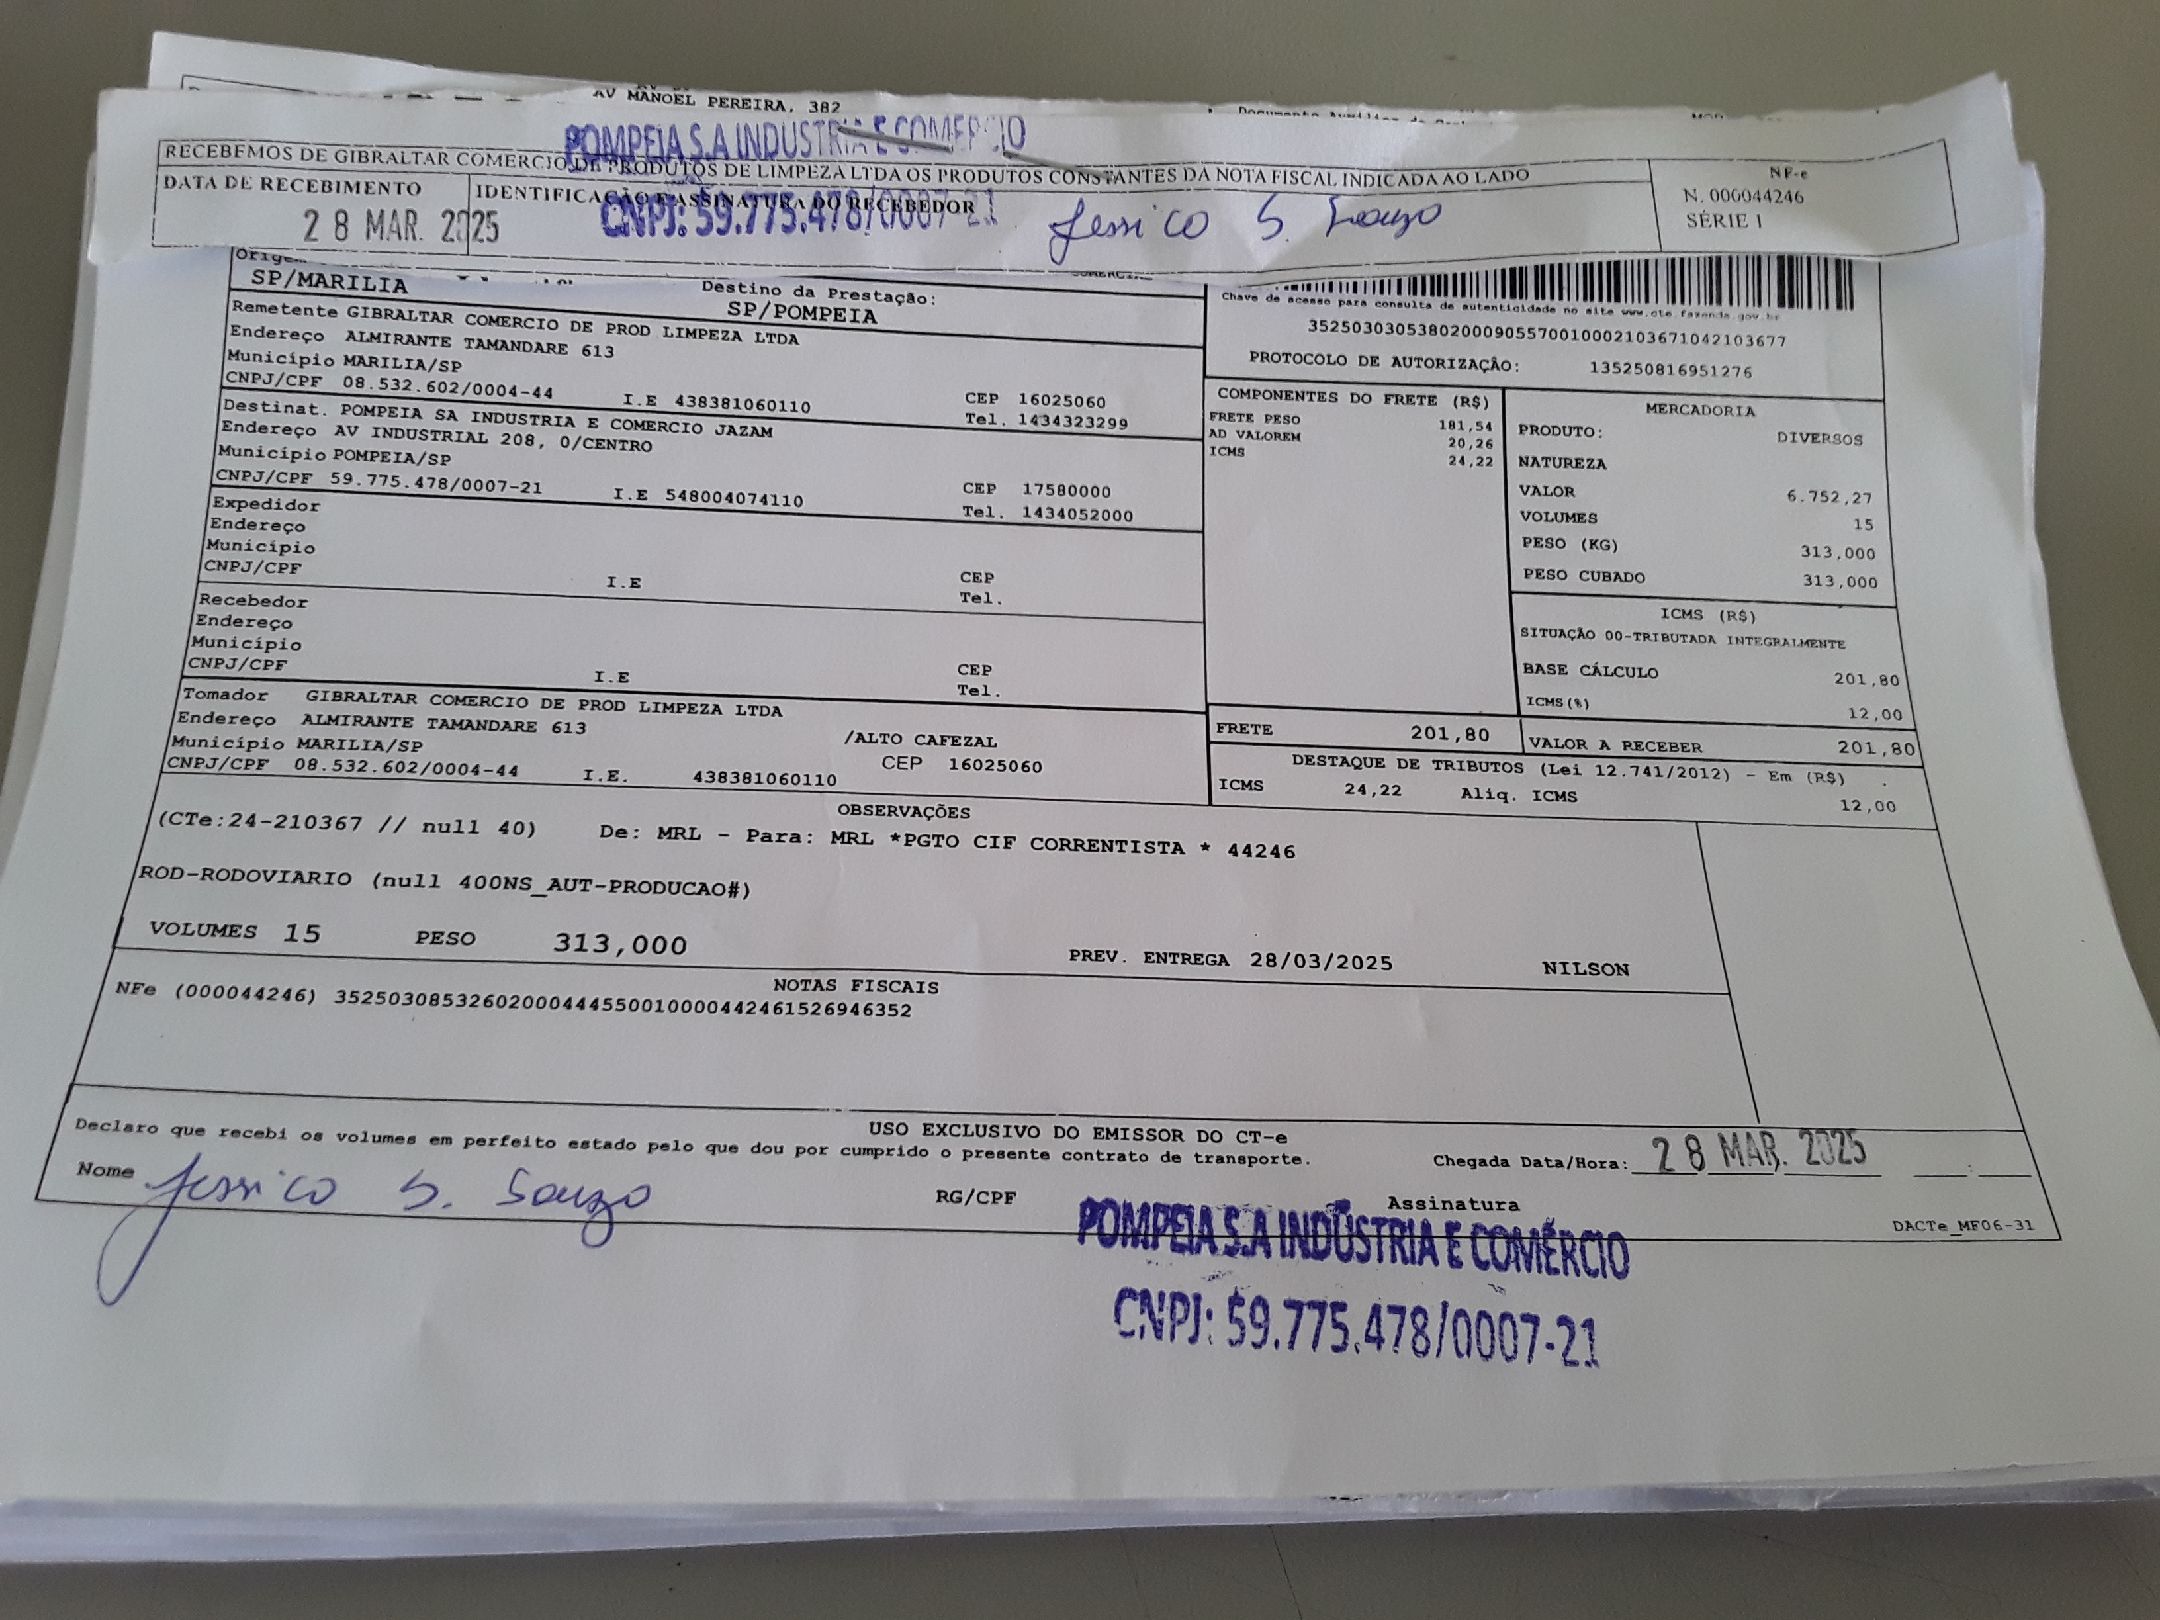 AV MANOEL PEREIRA, 382
POMPEIA S.A INDUSTRIA E COMERCIO
RECEBEMOS DE GIBRALTAR COMERCIO DE PRODUTOS DE LIMPEZA LTDA OS PRODUTOS CONSTANTES DA NOTA FISCAL INDICADA AO LADO
NF-e
DATA DE RECEBIMENTO
IDENTIFICAÇÃO E ASSINATURA DO RECEBEDOR
N. 000044246
28 MAR. 2025
CNPJ: 59.775.478/0007-21
Jessica S. Souza
SÉRIE 1
SP/MARILIA
Destino da Prestação:
SP/POMPEIA
Chave de acesso para consulta de autenticidade no site www.cte.fazenda.gov.br
35250303053802000905570010002103671042103677
PROTOCOLO DE AUTORIZAÇÃO: 135250816951276
Remetente GIBRALTAR COMERCIO DE PROD LIMPEZA LTDA
Endereço ALMIRANTE TAMANDARE 613
Município MARILIA/SP
CEP 16025060
CNPJ/CPF 08.532.602/0004-44 I.E 438381060110
Tel. 1434323299
Destinat. POMPEIA SA INDUSTRIA E COMERCIO JAZAM
Endereço AV INDUSTRIAL 208, 0/CENTRO
Município POMPEIA/SP
CEP 17580000
CNPJ/CPF 59.775.478/0007-21 I.E 548004074110
Tel. 1434052000
Expedidor
Endereço
Município
CEP
CNPJ/CPF I.E
Tel.
Recebedor
Endereço
Município
CEP
CNPJ/CPF I.E
Tel.
Tomador GIBRALTAR COMERCIO DE PROD LIMPEZA LTDA
Endereço ALMIRANTE TAMANDARE 613 /ALTO CAFEZAL
Município MARILIA/SP CEP 16025060
CNPJ/CPF 08.532.602/0004-44 I.E. 438381060110
COMPONENTES DO FRETE (R$)
FRETE PESO 181,54
AD VALOREM 20,26
ICMS 24,22
MERCADORIA
PRODUTO: DIVERSOS
NATUREZA
VALOR 6.752,27
VOLUMES 15
PESO (KG) 313,000
PESO CUBADO 313,000
ICMS (R$)
SITUAÇÃO 00-TRIBUTADA INTEGRALMENTE
BASE CÁLCULO 201,80
ICMS(%) 12,00
FRETE 201,80
VALOR A RECEBER 201,80
DESTAQUE DE TRIBUTOS (Lei 12.741/2012) - Em (R$)
ICMS 24,22 Aliq. ICMS 12,00
OBSERVAÇÕES
(CTe:24-210367 // null 40) De: MRL - Para: MRL *PGTO CIF CORRENTISTA * 44246
ROD-RODOVIARIO (null 400NS_AUT-PRODUCAO#)
VOLUMES 15 PESO 313,000 PREV. ENTREGA 28/03/2025 NILSON
NOTAS FISCAIS
NFe (000044246) 35250308532602000444550010000442461526946352
USO EXCLUSIVO DO EMISSOR DO CT-e
Declaro que recebi os volumes em perfeito estado pelo que dou por cumprido o presente contrato de transporte.
Chegada Data/Hora: 28 MAR. 2025
Nome Jessica S. Souza
RG/CPF
Assinatura
DACTe_MF06-31
POMPEIA S.A INDÚSTRIA E COMÉRCIO
CNPJ: 59.775.478/0007-21